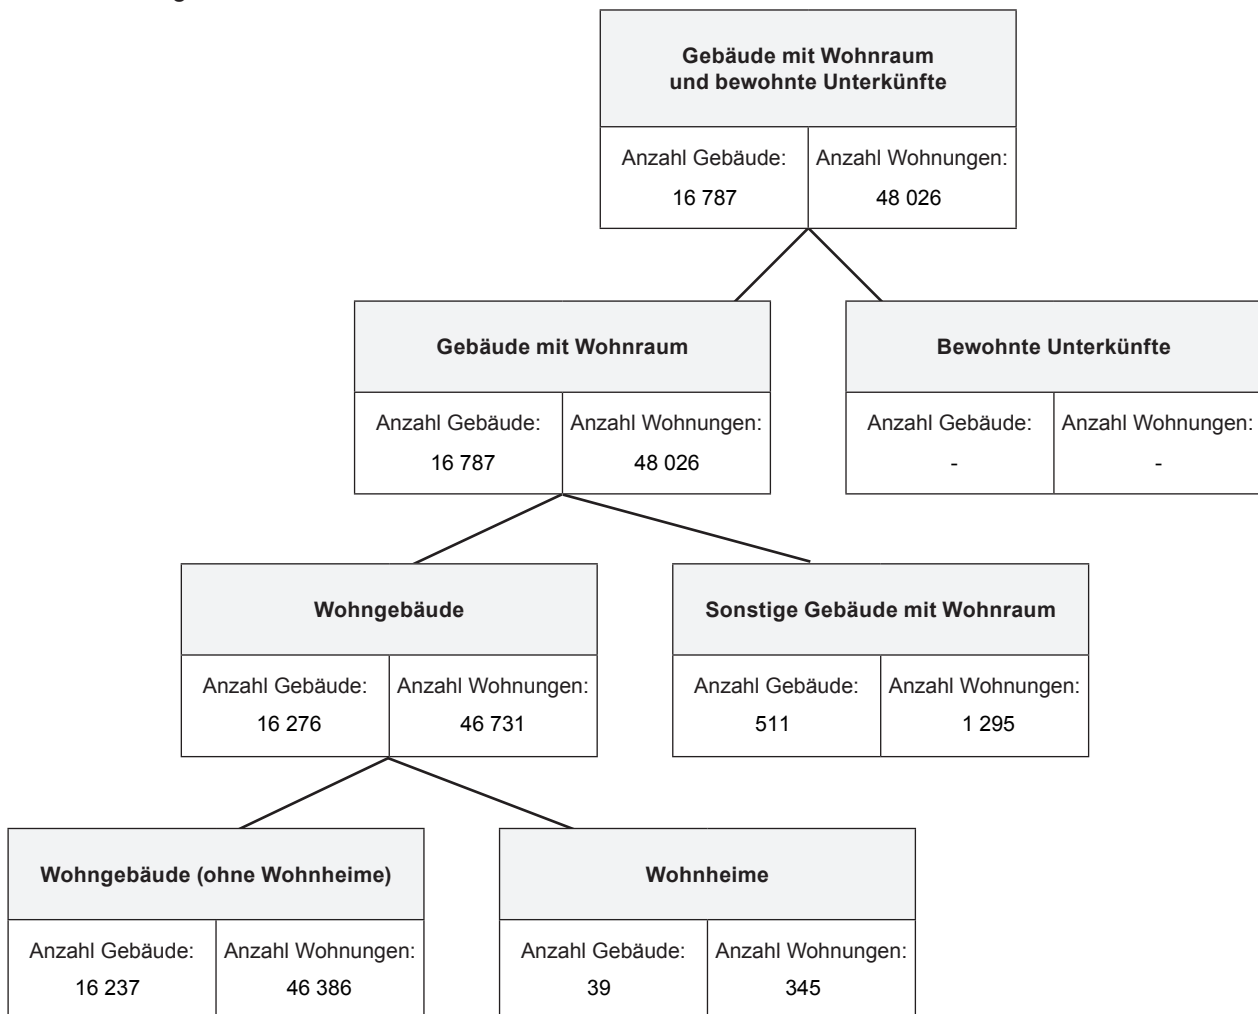 Gebäude mit Wohnraum
und bewohnte Unterkünfte
Anzahl Gebäude: Anzahl Wohnungen:
16 787 48 026
Gebäude mit Wohnraum
Bewohnte Unterkünfte
Anzahl Gebäude: Anzahl Wohnungen:
16 787 48 026
Anzahl Gebäude: Anzahl Wohnungen:
- -
Wohngebäude
Sonstige Gebäude mit Wohnraum
Anzahl Gebäude: Anzahl Wohnungen:
16 276 46 731
Anzahl Gebäude: Anzahl Wohnungen:
511 1 295
Wohngebäude (ohne Wohnheime)
Wohnheime
Anzahl Gebäude: Anzahl Wohnungen:
16 237 46 386
Anzahl Gebäude: Anzahl Wohnungen:
39 345